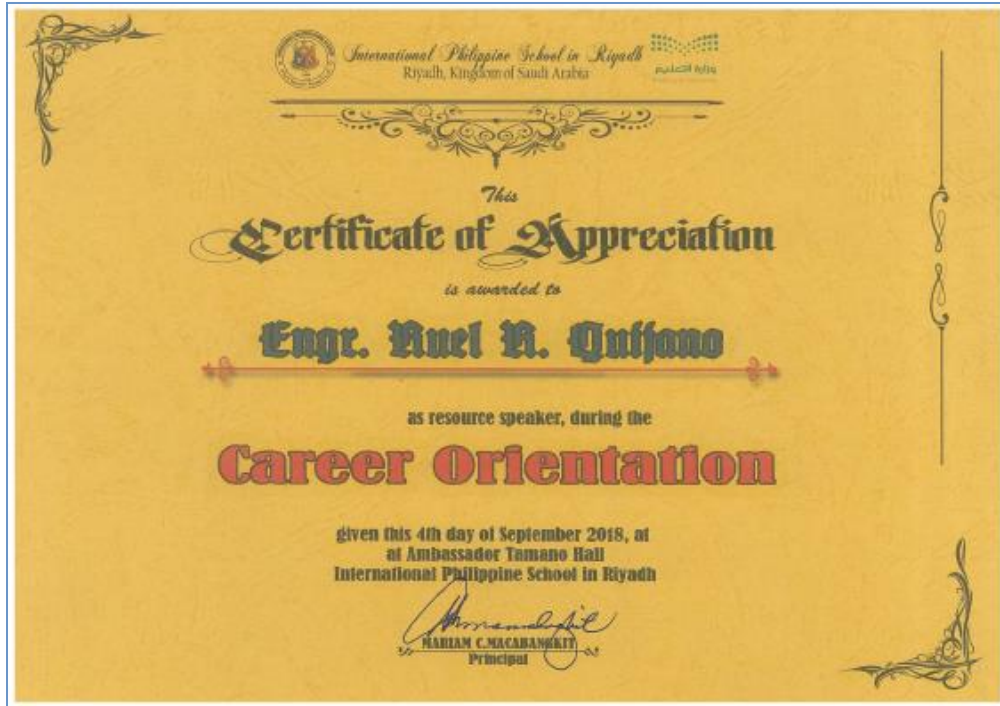 International Philippine School in Riyadh
Riyadh, Kingdom of Saudi Arabia
وزارة التعليم
This
Certificate of Appreciation
is awarded to
Engr. Ruel R. Quijano
as resource speaker, during the
Career Orientation
given this 4th day of September 2018, at
at Ambassador Tamano Hall
International Philippine School in Riyadh
MARIAM C.MACABANGKIT
Principal